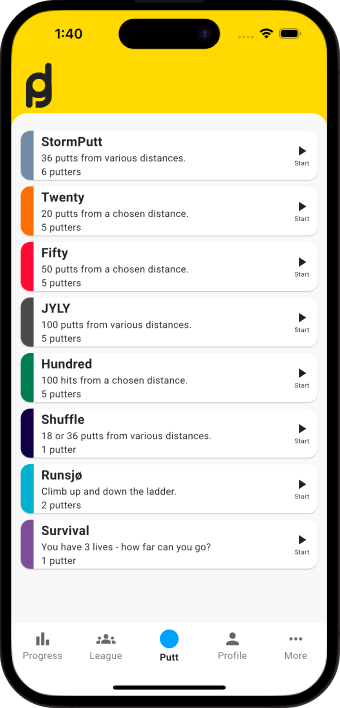 1:40
StormPutt
36 putts from various distances.
6 putters
Start
Twenty
20 putts from a chosen distance.
5 putters
Start
Fifty
50 putts from a chosen distance.
5 putters
Start
JYLY
100 putts from various distances.
5 putters
Start
Hundred
100 hits from a chosen distance.
5 putters
Start
Shuffle
18 or 36 putts from various distances.
1 putter
Start
Runsjø
Climb up and down the ladder.
2 putters
Start
Survival
You have 3 lives - how far can you go?
1 putter
Start
Progress
League
Putt
Profile
More